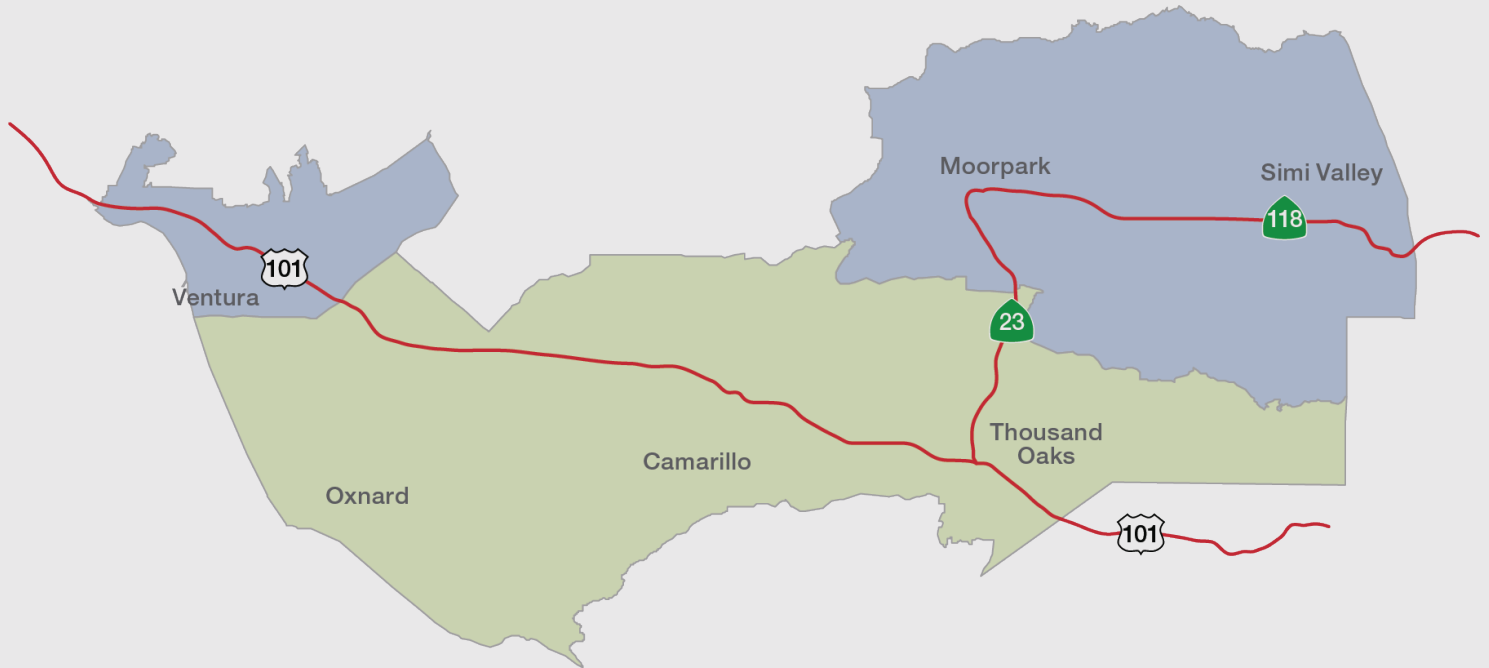 Moorpark
Simi Valley
118
101
Ventura
23
Thousand
Oaks
Camarillo
Oxnard
101